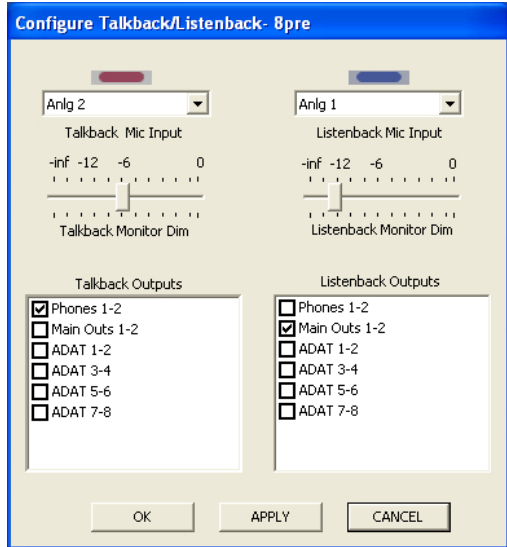 Configure Talkback/Listenback- 8pre
Anlg 2
Talkback Mic Input
-inf -12 -6 0
Talkback Monitor Dim
Talkback Outputs
Phones 1-2
Main Outs 1-2
ADAT 1-2
ADAT 3-4
ADAT 5-6
ADAT 7-8
Anlg 1
Listenback Mic Input
-inf -12 -6 0
Listenback Monitor Dim
Listenback Outputs
Phones 1-2
Main Outs 1-2
ADAT 1-2
ADAT 3-4
ADAT 5-6
ADAT 7-8
OK
APPLY
CANCEL